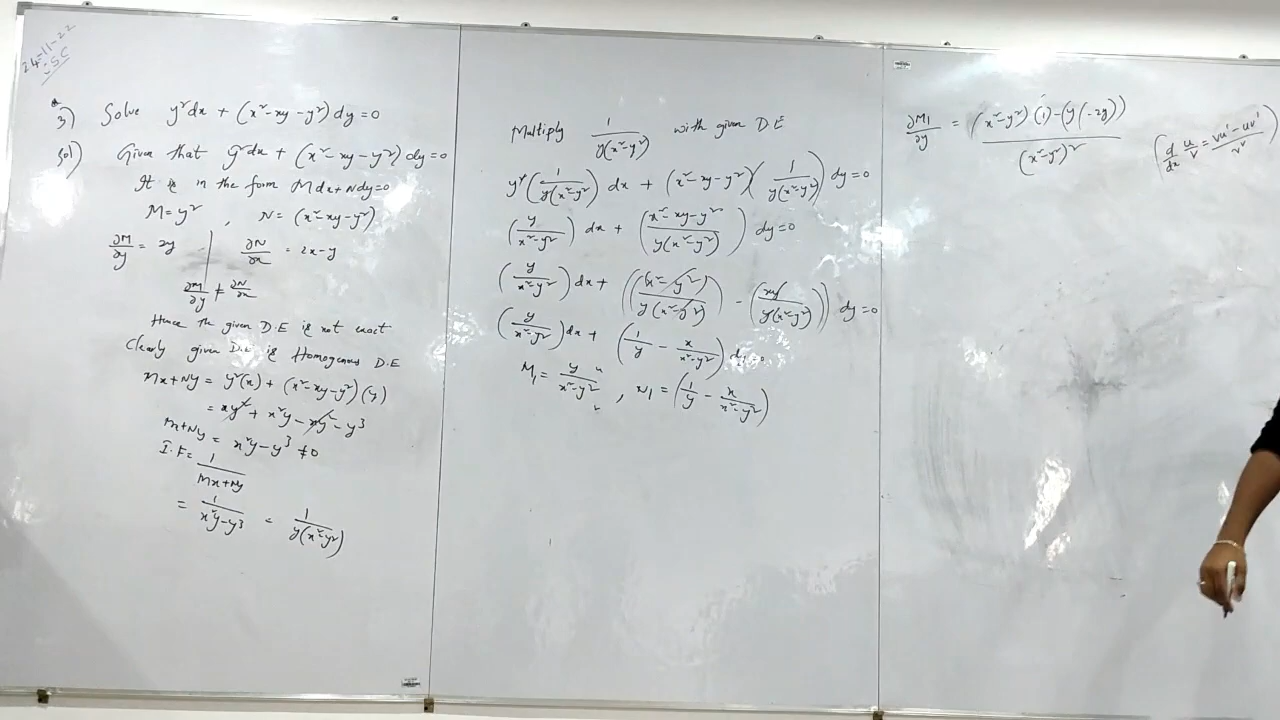 24-11-22
3) Solve y²dx + (x²-xy-y²)dy=0
Sol) Given that y²dx + (x²-xy-y²)dy=0
It is in the form Mdx+Ndy=0
M=y² , N=(x²-xy-y²)
∂M/∂y = 2y | ∂N/∂x = 2x-y
∂M/∂y ≠ ∂N/∂x
Hence the given D.E is not exact
Clearly given D.E is Homogenous D.E
Mx+Ny = y²(x) + (x²-xy-y²)(y)
= xy² + x²y - xy² - y³
Mx+Ny = x²y-y³ ≠0
I.F = 1/(Mx+Ny)
= 1/(x²y-y³) = 1/(y(x²-y²))
Multiply 1/(y(x²-y²)) with given D.E
y²(1/(y(x²-y²))) dx + (x²-xy-y²)(1/(y(x²-y²))) dy=0
(y/(x²-y²)) dx + ((x²-xy-y²)/(y(x²-y²))) dy=0
(y/(x²-y²)) dx + (((x²-y²)/(y(x²-y²))) - (xy/(y(x²-y²)))) dy=0
(y/(x²-y²)) dx + (1/y - x/(x²-y²)) dy=0
M₁ = y/(x²-y²) , N₁ = (1/y - x/(x²-y²))
∂M₁/∂y = ((x²-y²)(1)-(y(-2y)))/(x²-y²)²
(d/dx u/v = (vu'-uv')/v²)